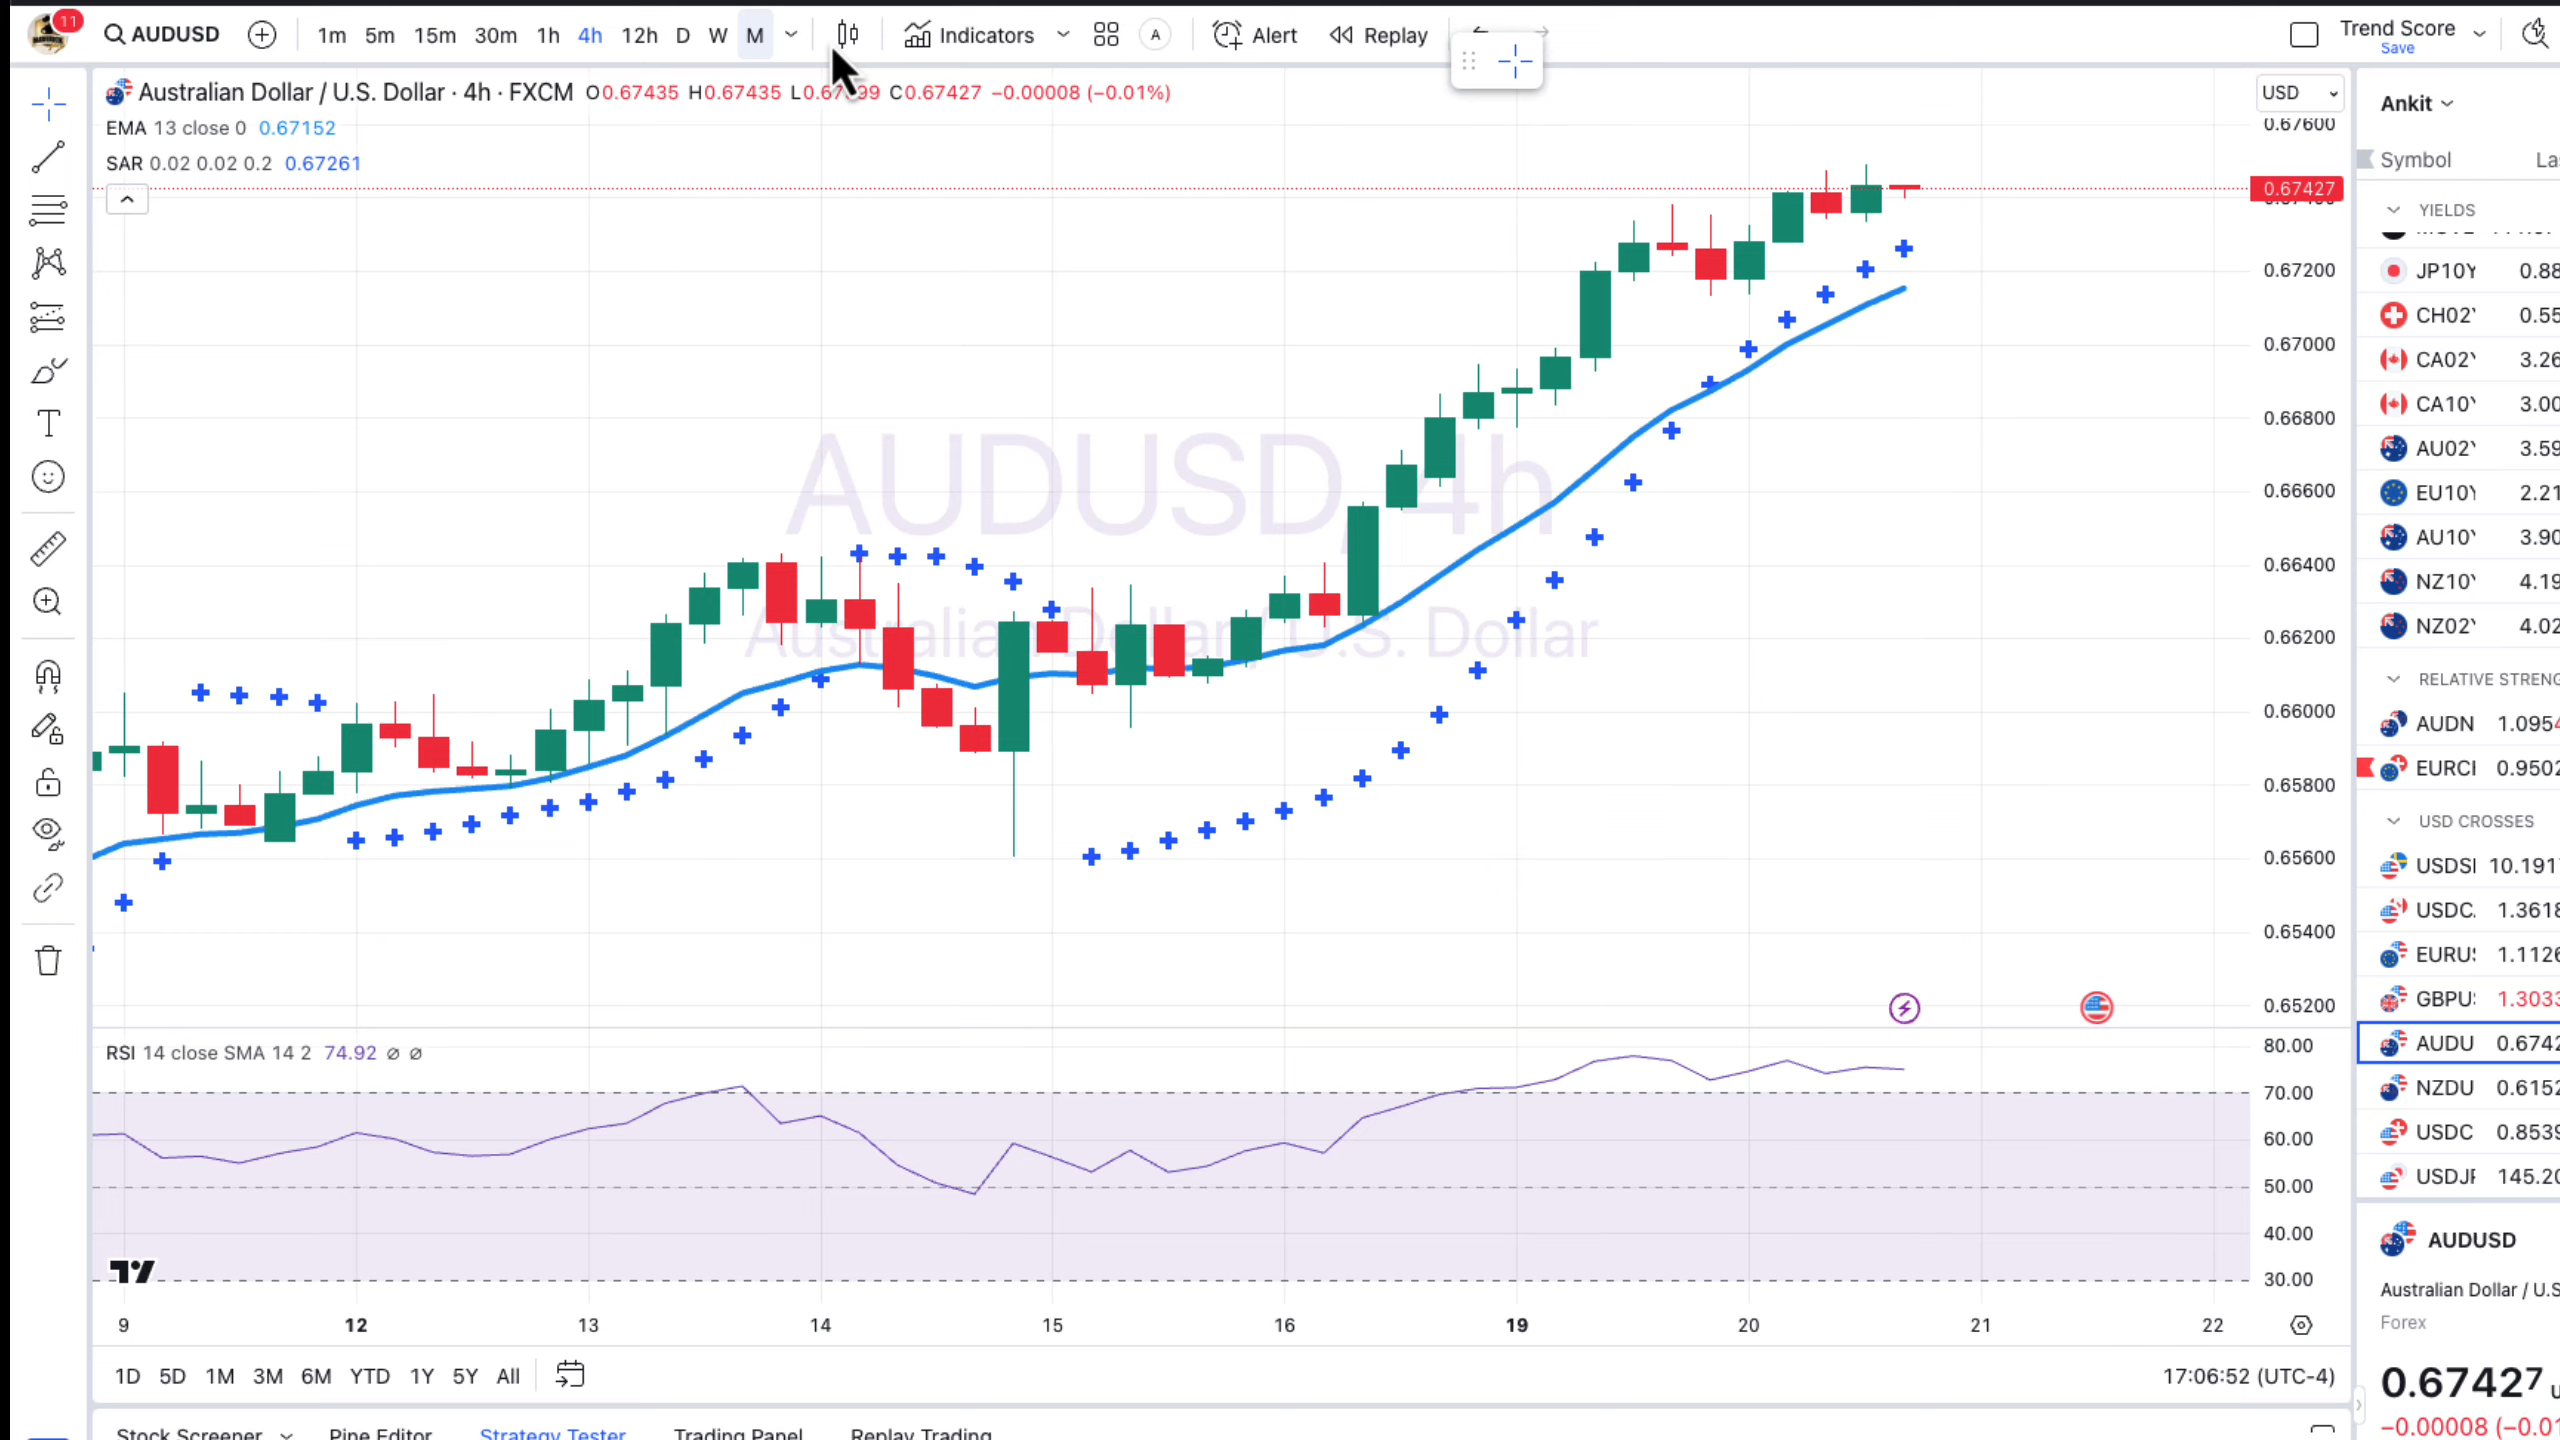 11 AUDUSD 1m 5m 15m 30m 1h 4h 12h D W M Indicators A Alert Replay Trend Score
Save
Australian Dollar / U.S. Dollar · 4h · FXCM O0.67435 H0.67435 C0.67427 −0.00008 (−0.01%)
EMA 13 close 0 0.67152
SAR 0.02 0.02 0.2 0.67261
AUDUSD, 4h
Australian Dollar / U.S. Dollar
USD
0.67600
0.67427
0.67200
0.67000
0.66800
0.66600
0.66400
0.66200
0.66000
0.65800
0.65600
0.65400
0.65200
RSI 14 close SMA 14 2 74.92 ∅ ∅
80.00
70.00
60.00
50.00
40.00
30.00
9 12 13 14 15 16 19 20 21 22
1D 5D 1M 3M 6M YTD 1Y 5Y All 17:06:52 (UTC-4)
Stock Screener Pine Editor Strategy Tester Trading Panel Replay Trading
Ankit
Symbol La
YIELDS
JP10Y 0.88
CH02Y 0.55
CA02Y 3.26
CA10Y 3.00
AU02Y 3.59
EU10Y 2.21
AU10Y 3.90
NZ10Y 4.19
NZ02Y 4.02
RELATIVE STRENG
AUDN 1.0954
EURCI 0.9502
USD CROSSES
USDSI 10.191
USDC. 1.3618
EURU: 1.1126
GBPU: 1.3033
AUDU 0.6742
NZDU 0.6152
USDC 0.8539
USDJF 145.20
AUDUSD
Australian Dollar / U.S
Forex
0.67427 U
−0.00008 (−0.01